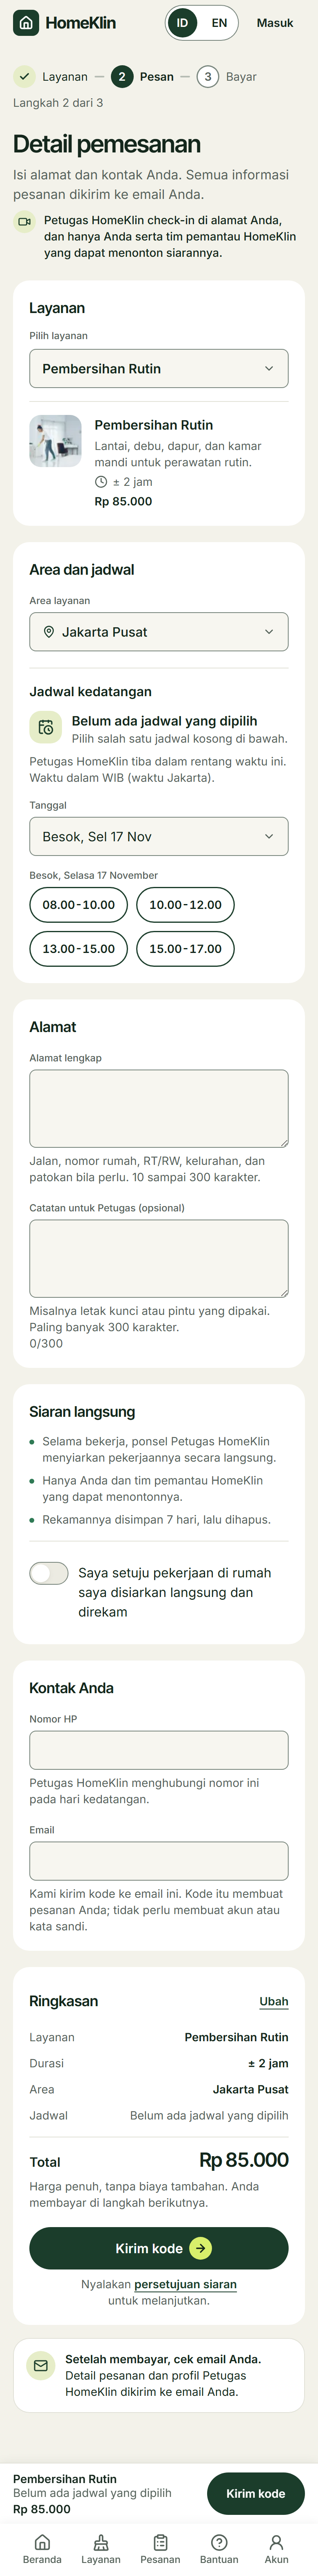 HomeKlin
ID EN Masuk
Layanan 2 Pesan 3 Bayar
Langkah 2 dari 3
Detail pemesanan
Isi alamat dan kontak Anda. Semua informasi
pesanan dikirim ke email Anda.
Petugas HomeKlin check-in di alamat Anda,
dan hanya Anda serta tim pemantau HomeKlin
yang dapat menonton siarannya.
Layanan
Pilih layanan
Pembersihan Rutin
Pembersihan Rutin
Lantai, debu, dapur, dan kamar
mandi untuk perawatan rutin.
± 2 jam
Rp 85.000
Area dan jadwal
Area layanan
Jakarta Pusat
Jadwal kedatangan
Belum ada jadwal yang dipilih
Pilih salah satu jadwal kosong di bawah.
Petugas HomeKlin tiba dalam rentang waktu ini.
Waktu dalam WIB (waktu Jakarta).
Tanggal
Besok, Sel 17 Nov
Besok, Selasa 17 November
08.00-10.00 10.00-12.00
13.00-15.00 15.00-17.00
Alamat
Alamat lengkap
Jalan, nomor rumah, RT/RW, kelurahan, dan
patokan bila perlu. 10 sampai 300 karakter.
Catatan untuk Petugas (opsional)
Misalnya letak kunci atau pintu yang dipakai.
Paling banyak 300 karakter.
0/300
Siaran langsung
Selama bekerja, ponsel Petugas HomeKlin
menyiarkan pekerjaannya secara langsung.
Hanya Anda dan tim pemantau HomeKlin
yang dapat menontonnya.
Rekamannya disimpan 7 hari, lalu dihapus.
Saya setuju pekerjaan di rumah
saya disiarkan langsung dan
direkam
Kontak Anda
Nomor HP
Petugas HomeKlin menghubungi nomor ini
pada hari kedatangan.
Email
Kami kirim kode ke email ini. Kode itu membuat
pesanan Anda; tidak perlu membuat akun atau
kata sandi.
Ringkasan Ubah
Layanan Pembersihan Rutin
Durasi ± 2 jam
Area Jakarta Pusat
Jadwal Belum ada jadwal yang dipilih
Total Rp 85.000
Harga penuh, tanpa biaya tambahan. Anda
membayar di langkah berikutnya.
Kirim kode
Nyalakan persetujuan siaran
untuk melanjutkan.
Setelah membayar, cek email Anda.
Detail pesanan dan profil Petugas
HomeKlin dikirim ke email Anda.
Pembersihan Rutin
Belum ada jadwal yang dipilih
Rp 85.000
Kirim kode
Beranda Layanan Pesanan Bantuan Akun